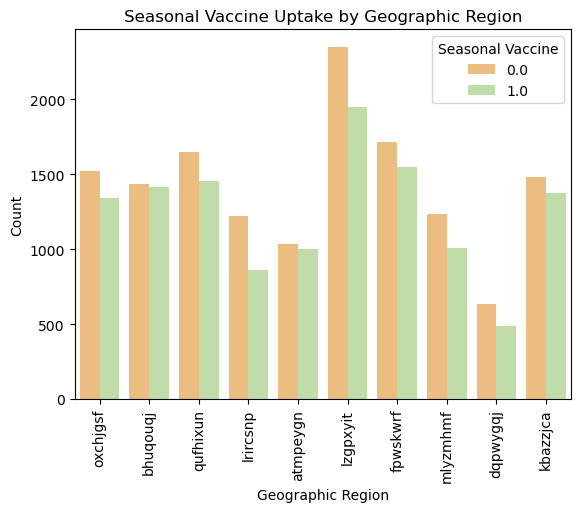 Seasonal Vaccine Uptake by Geographic Region
Seasonal Vaccine
0.0
1.0
Count
2000
1500
1000
500
0
oxchjgsf
bhuqouqj
qufhixun
lrircsnp
atmpeygn
lzgpxyit
fpwskwrf
mlyzmhmf
dqpwygqj
kbazzjca
Geographic Region